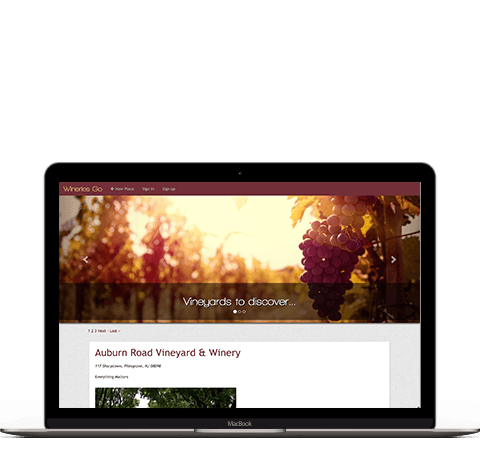 Wineries Go + New Place Sign In Sign up
Vineyards to discover...
1 2 3 Next › Last »
Auburn Road Vineyard & Winery
117 Sharptown, Pilesgrove, NJ 08098
Everything Matters
MacBook